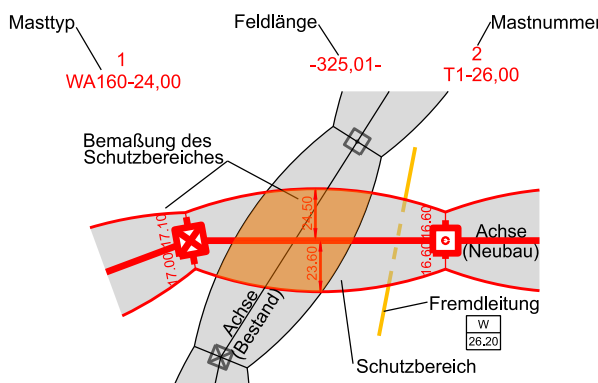 Masttyp
Feldlänge
Mastnummer
1
WA160-24,00
-325,01-
2
T1-26,00
Bemaßung des
Schutzbereiches
17.10
17.00
24.50
23.60
16.60
16.60
Achse
(Neubau)
Achse
(Bestand)
Fremdleitung
W
26.20
Schutzbereich